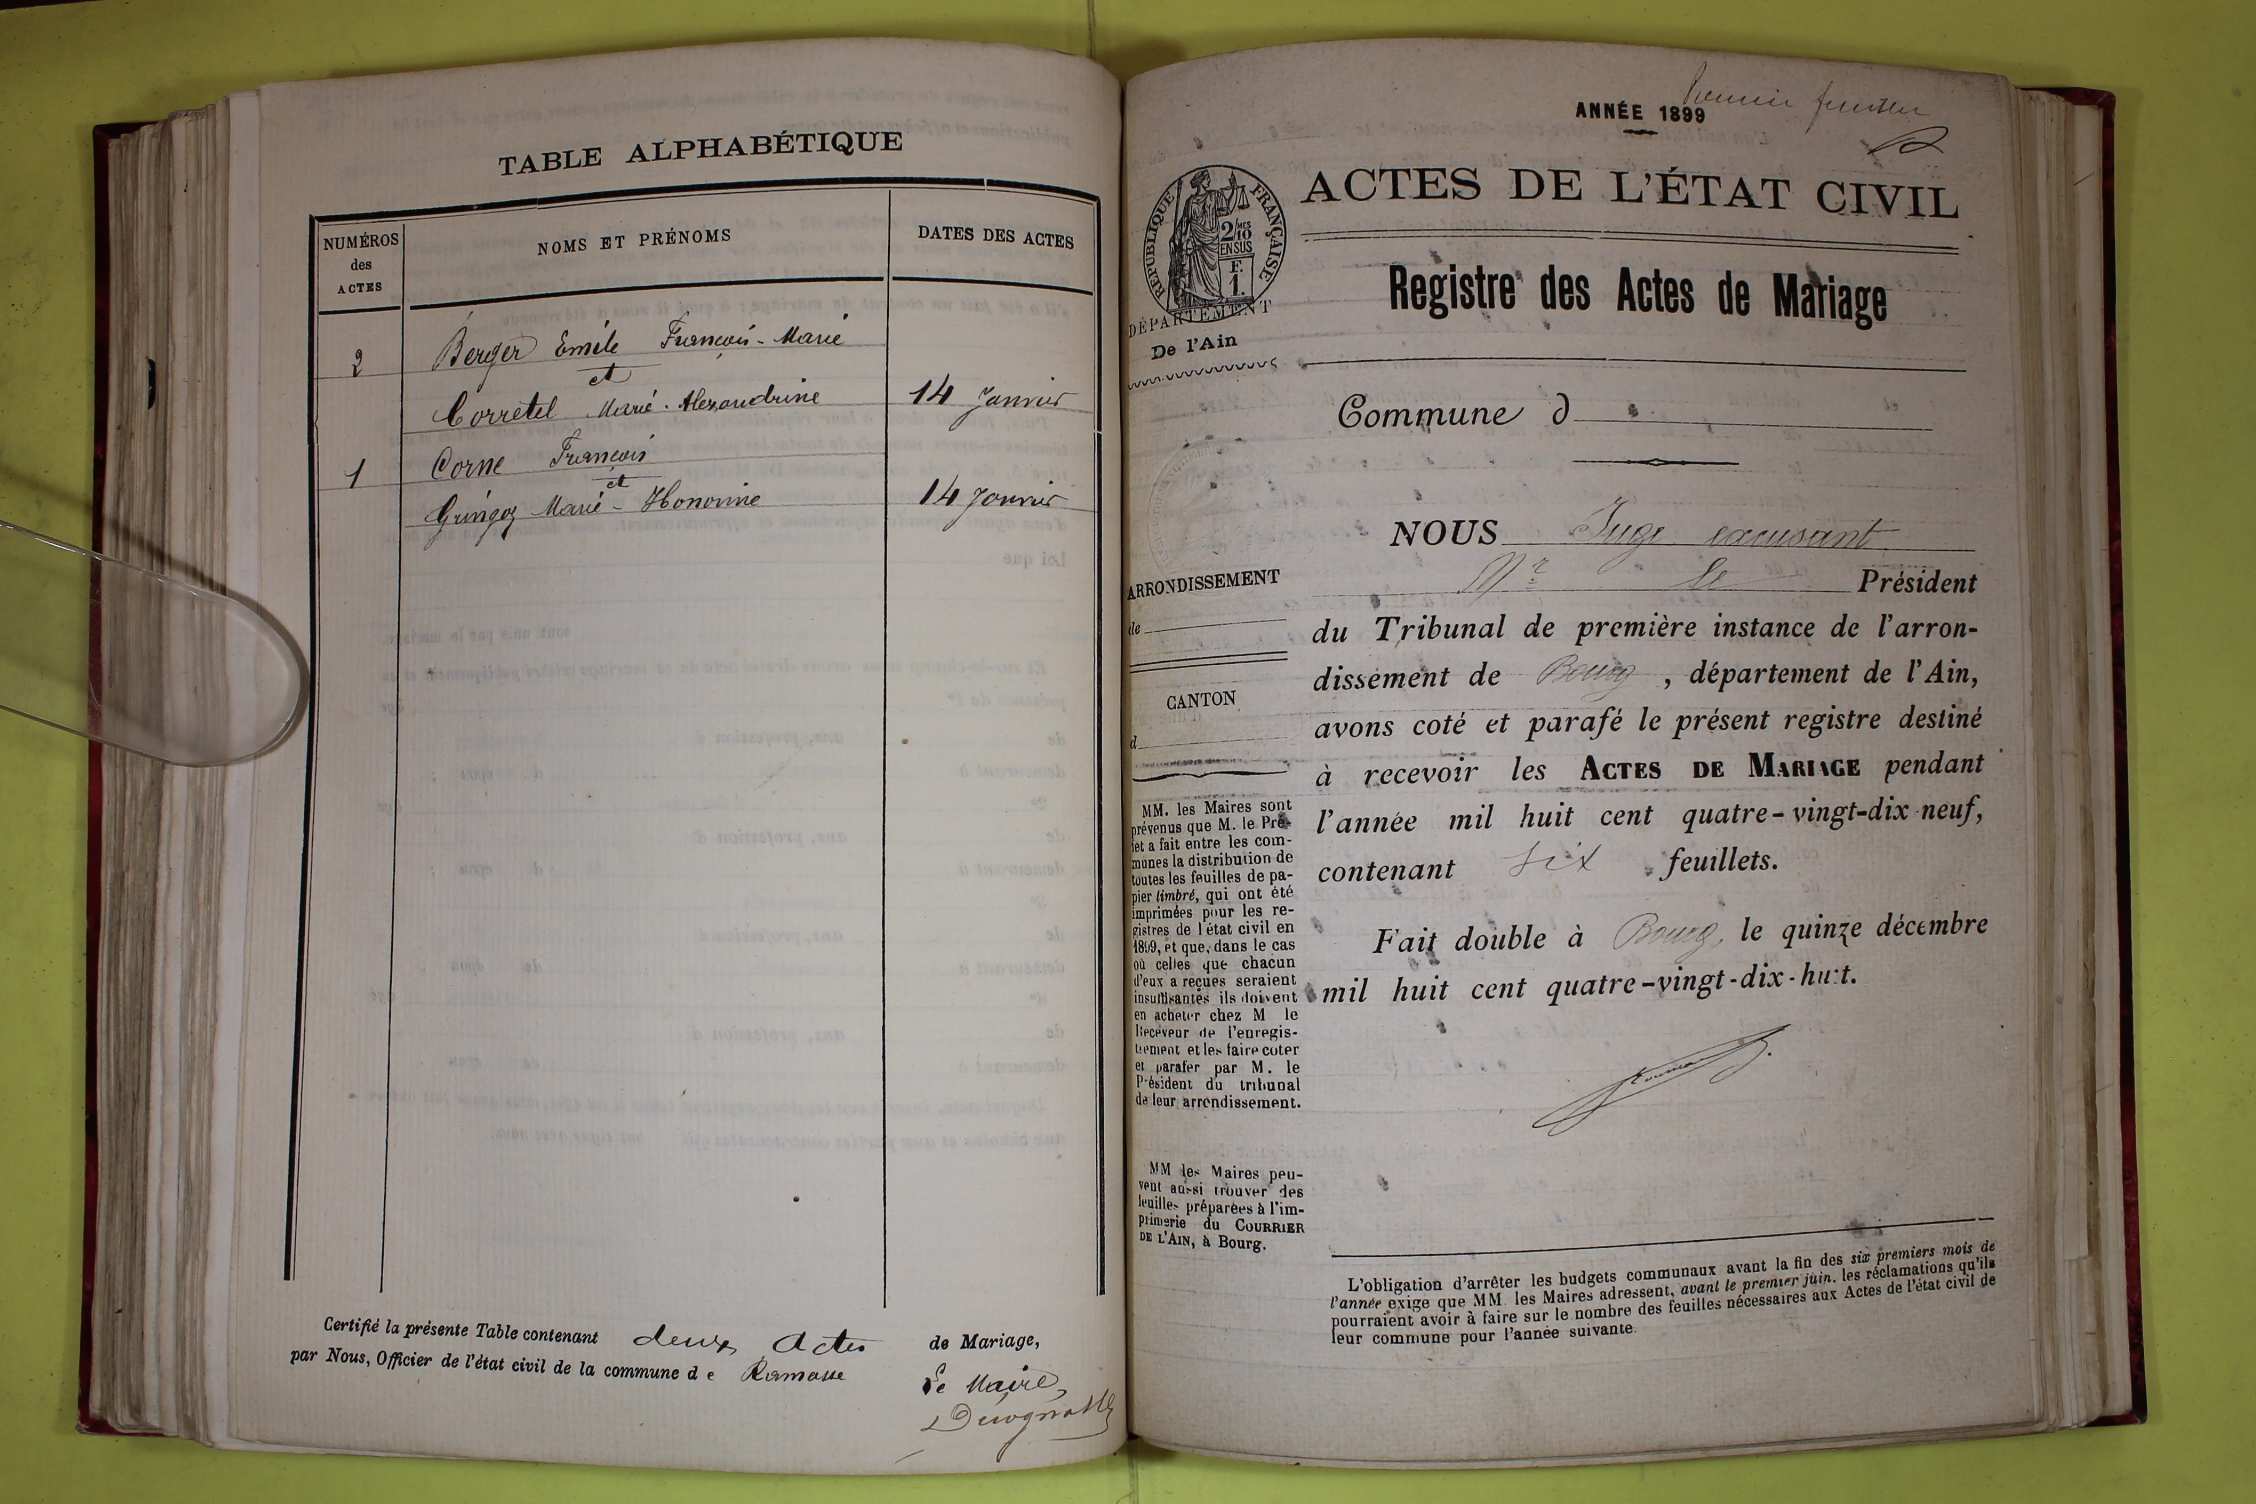 TABLE ALPHABÉTIQUE
NUMÉROS des ACTES
NOMS ET PRÉNOMS
DATES DES ACTES
2 Berger Emile François-Marie
et
Corretel Marie-Alexandrine 14 Janvier
1 Corne François
et
Gringoz Marie-Honorine 14 Janvier
Certifié la présente Table contenant deux Actes de Mariage,
par Nous, Officier de l'état civil de la commune de Ramasse
Le Maire,
ANNÉE 1899
Premier
ACTES DE L'ÉTAT CIVIL
RÉPUBLIQUE FRANÇAISE
2/10 MES
EN SUS
F.
1.
DÉPARTEMENT
De l'Ain
Registre des Actes de Mariage
Commune d
ARRONDISSEMENT
de
CANTON
d
MM. les Maires sont
prévenus que M. le Pré-
fet a fait entre les com-
munes la distribution de
toutes les feuilles de pa-
pier timbré, qui ont été
imprimées pour les re-
gistres de l'état civil en
1899, et que, dans le cas
où celles que chacun
d'eux a reçues seraient
insuffisantes ils doivent
en acheter chez M le
Receveur de l'enregis-
trement et les faire coter
et parafer par M. le
Président du tribunal
de leur arrondissement.
MM les Maires peu-
vent aussi trouver des
feuilles préparées à l'im-
primerie du COURRIER
DE L'AIN, à Bourg.
NOUS Juge excusant
Mr le Président
du Tribunal de première instance de l'arron-
dissement de Bourg, département de l'Ain,
avons coté et parafé le présent registre destiné
à recevoir les ACTES DE MARIAGE pendant
l'année mil huit cent quatre-vingt-dix-neuf,
contenant six feuillets.
Fait double à Bourg, le quinze décembre
mil huit cent quatre-vingt-dix-huit.
L'obligation d'arrêter les budgets communaux avant la fin des six premiers mois de
l'année exige que MM. les Maires adressent, avant le premier juin, les réclamations qu'ils
pourraient avoir à faire sur le nombre des feuilles nécessaires aux Actes de l'état civil de
leur commune pour l'année suivante.